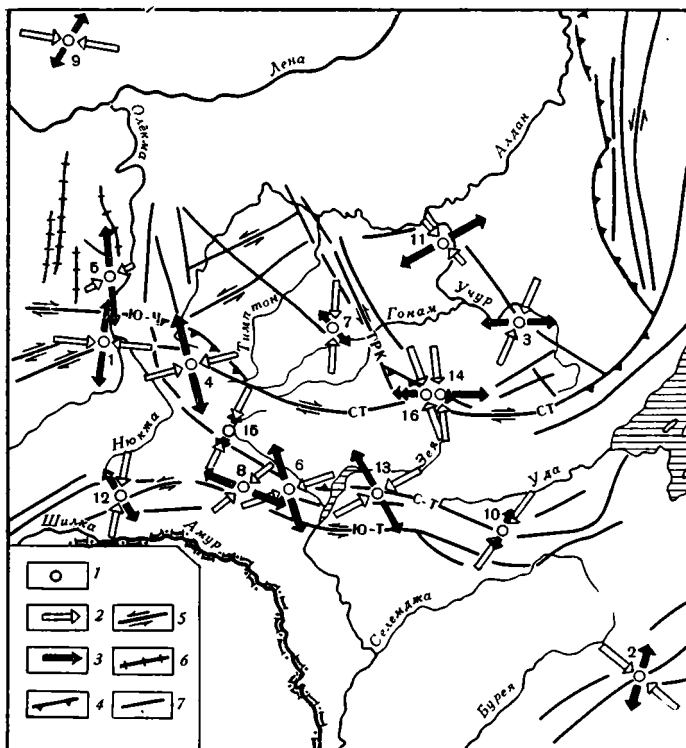 9
Лена
Олёкма
Алдан
11
5
Ю-Ч
Тимптон
7
Гонам
Учур
3
1
4
ТРК
14
16
СТ
СТ
15
Нюкжа
Зея
8
6
13
12
С-Т
Уда
10
Шилка
Амур
Ю-Т
Селемджа
2
Бурея
1
2
5
3
6
4
7